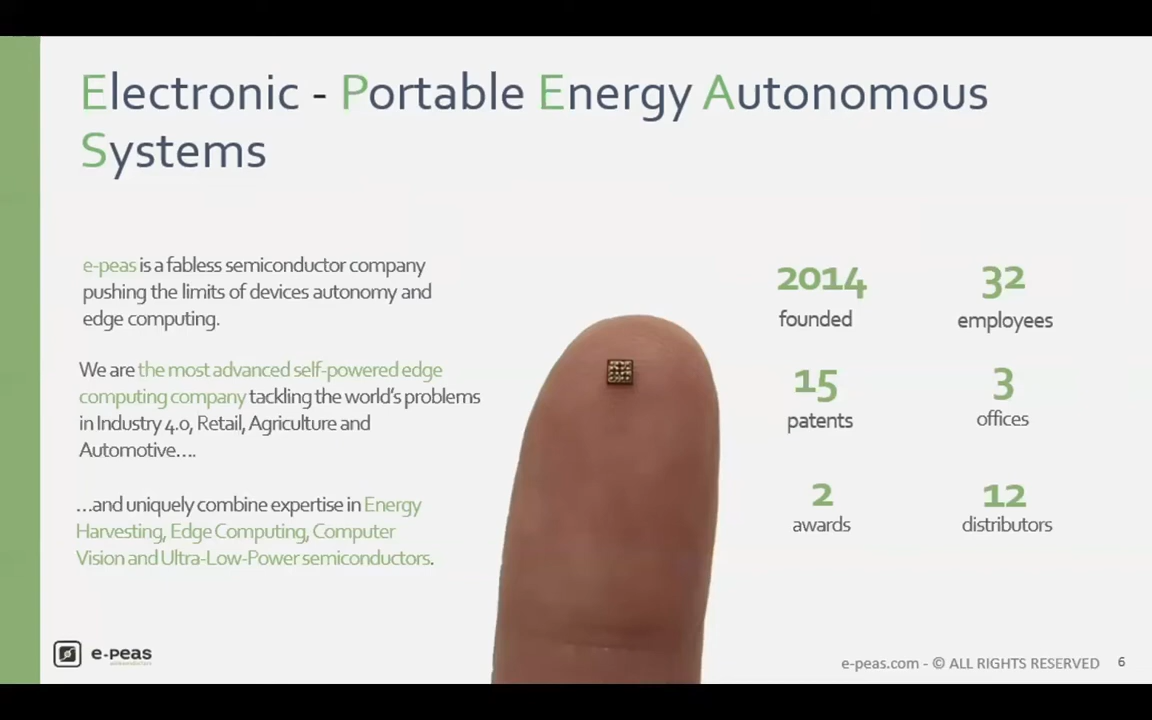 Electronic - Portable Energy Autonomous
Systems
e-peas is a fabless semiconductor company
pushing the limits of devices autonomy and
edge computing.
We are the most advanced self-powered edge
computing company tackling the world's problems
in Industry 4.0, Retail, Agriculture and
Automotive….
…and uniquely combine expertise in Energy
Harvesting, Edge Computing, Computer
Vision and Ultra-Low-Power semiconductors.
2014
founded
32
employees
15
patents
3
offices
2
awards
12
distributors
e-peas
semiconductors
e-peas.com - © ALL RIGHTS RESERVED 6